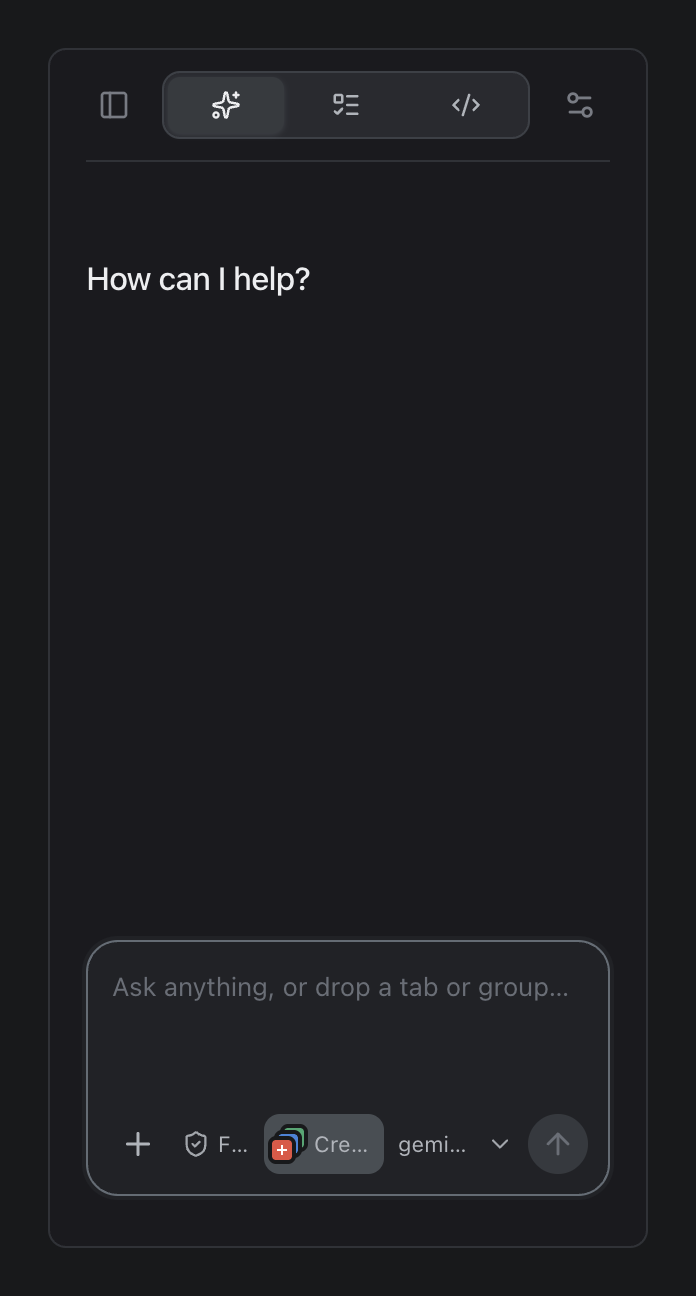 How can I help?
Ask anything, or drop a tab or group...
F...
Cre...
gemi...